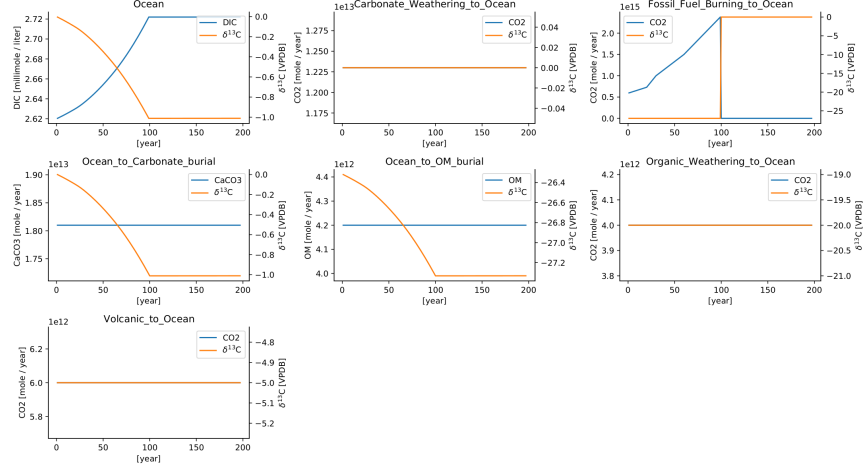 Ocean
2.72
2.70
2.68
2.66
2.64
2.62
DIC [millimole / liter]
0.0
−0.2
−0.4
−0.6
−0.8
−1.0
δ13C [VPDB]
DIC
δ13C
0
50
100
150
200
[year]
Carbonate_Weathering_to_Ocean
1e13
1.275
1.250
1.225
1.200
1.175
CO2 [mole / year]
0.04
0.02
0.00
−0.02
−0.04
δ13C [VPDB]
CO2
δ13C
0
50
100
150
200
[year]
Fossil_Fuel_Burning_to_Ocean
1e15
2.0
1.5
1.0
0.5
0.0
CO2 [mole / year]
0
−5
−10
−15
−20
−25
δ13C [VPDB]
CO2
δ13C
0
50
100
150
200
[year]
Ocean_to_Carbonate_burial
1e13
1.90
1.85
1.80
1.75
CaCO3 [mole / year]
0.0
−0.2
−0.4
−0.6
−0.8
−1.0
δ13C [VPDB]
CaCO3
δ13C
0
50
100
150
200
[year]
Ocean_to_OM_burial
1e12
4.4
4.3
4.2
4.1
4.0
OM [mole / year]
−26.4
−26.6
−26.8
−27.0
−27.2
δ13C [VPDB]
OM
δ13C
0
50
100
150
200
[year]
Organic_Weathering_to_Ocean
1e12
4.2
4.1
4.0
3.9
3.8
CO2 [mole / year]
−19.0
−19.5
−20.0
−20.5
−21.0
δ13C [VPDB]
CO2
δ13C
0
50
100
150
200
[year]
Volcanic_to_Ocean
1e12
6.2
6.0
5.8
CO2 [mole / year]
−4.8
−4.9
−5.0
−5.1
−5.2
δ13C [VPDB]
CO2
δ13C
0
50
100
150
200
[year]